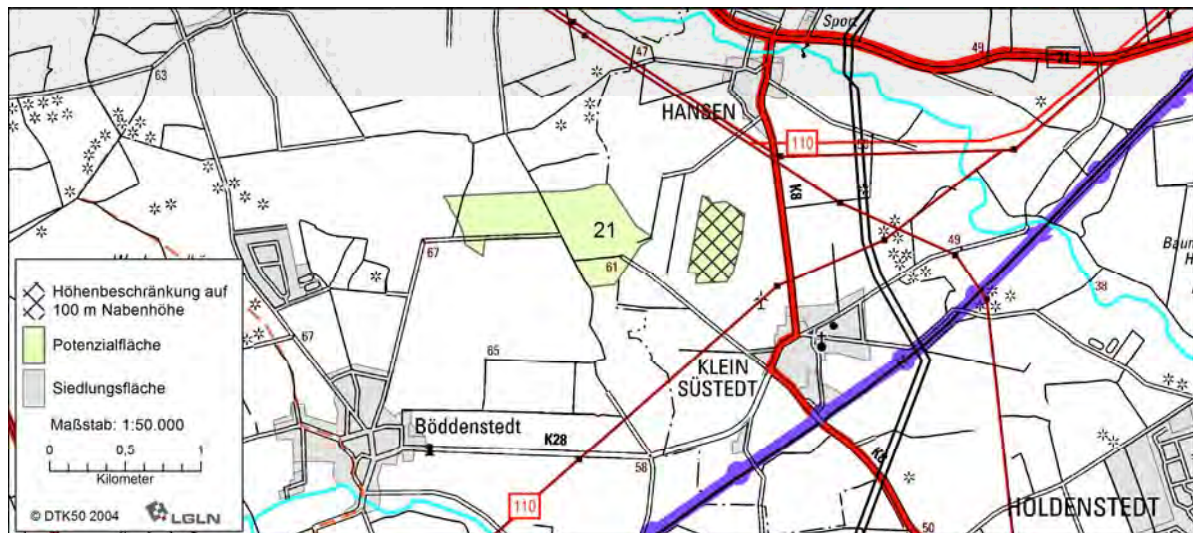 Sport
49
21
47
63
HANSEN
110
K8
21
67
61
49
38
67
65
KLEIN
SÜSTEDT
Böddenstedt
K28
58
110
50
HOLDENSTEDT
Höhenbeschränkung auf
100 m Nabenhöhe
Potenzialfläche
Siedlungsfläche
Maßstab: 1:50.000
0 0,5 1
Kilometer
© DTK50 2004 LGLN